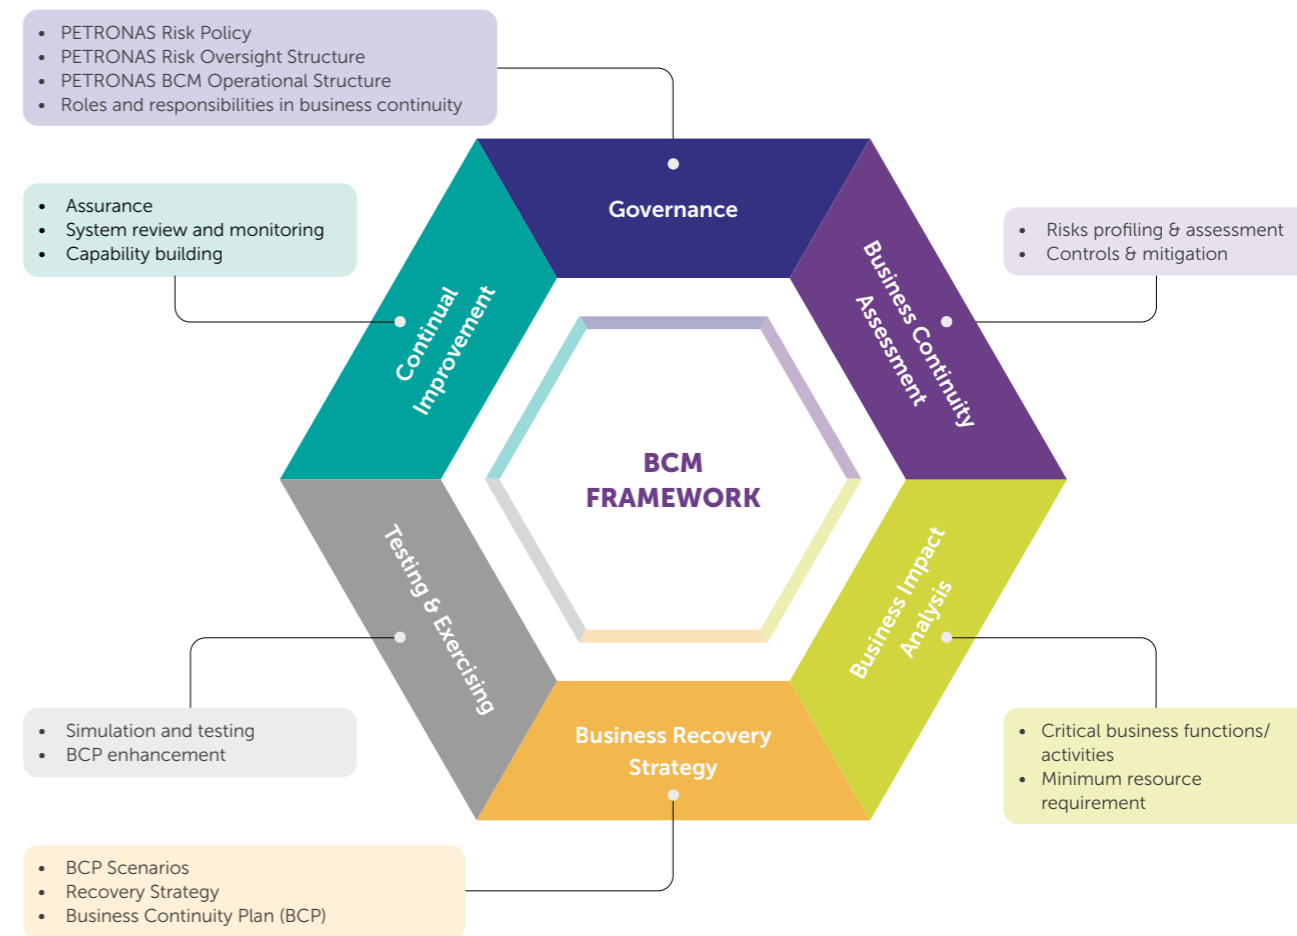 • PETRONAS Risk Policy
• PETRONAS Risk Oversight Structure
• PETRONAS BCM Operational Structure
• Roles and responsibilities in business continuity
Governance
• Assurance
• System review and monitoring
• Capability building
Continual
Improvement
Business Continuity
Assessment
• Risks profiling & assessment
• Controls & mitigation
BCM
FRAMEWORK
Testing & Exercising
• Simulation and testing
• BCP enhancement
Business Impact
Analysis
• Critical business functions/
activities
• Minimum resource
requirement
Business Recovery
Strategy
• BCP Scenarios
• Recovery Strategy
• Business Continuity Plan (BCP)